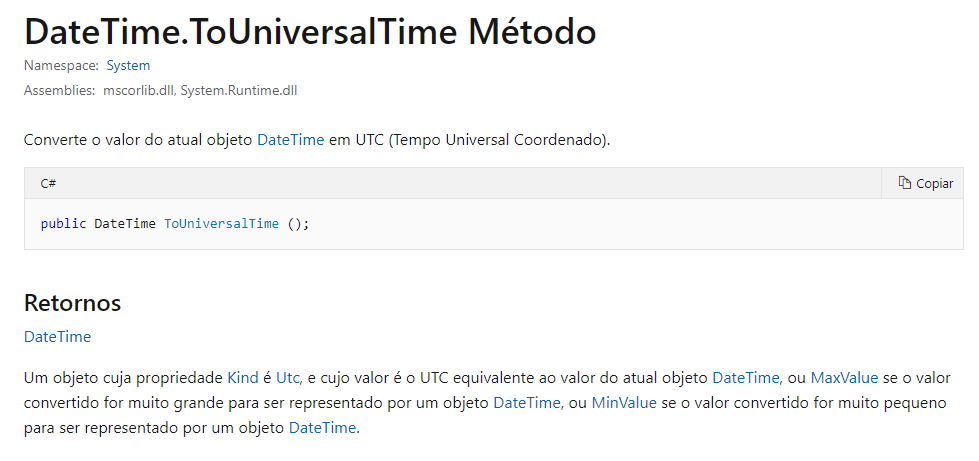 DateTime.ToUniversalTime Método
Namespace: System
Assemblies: mscorlib.dll, System.Runtime.dll
Converte o valor do atual objeto DateTime em UTC (Tempo Universal Coordenado).
C# Copiar
public DateTime ToUniversalTime ();
Retornos
DateTime
Um objeto cuja propriedade Kind é Utc, e cujo valor é o UTC equivalente ao valor do atual objeto DateTime, ou MaxValue se o valor
convertido for muito grande para ser representado por um objeto DateTime, ou MinValue se o valor convertido for muito pequeno
para ser representado por um objeto DateTime.